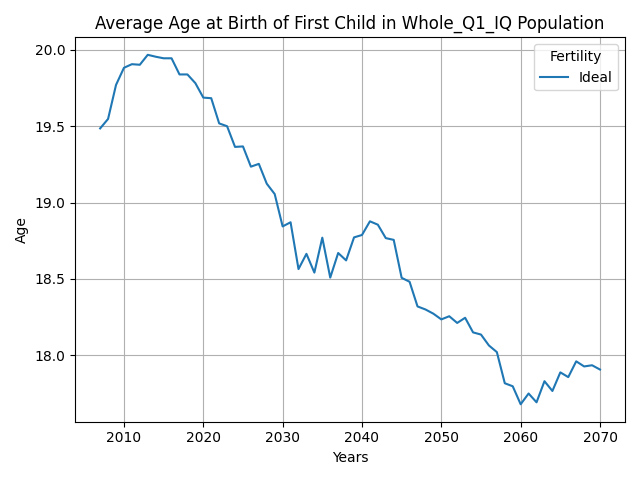 Average Age at Birth of First Child in Whole_Q1_IQ Population
Fertility
Ideal
20.0
19.5
19.0
18.5
18.0
Age
2010 2020 2030 2040 2050 2060 2070
Years